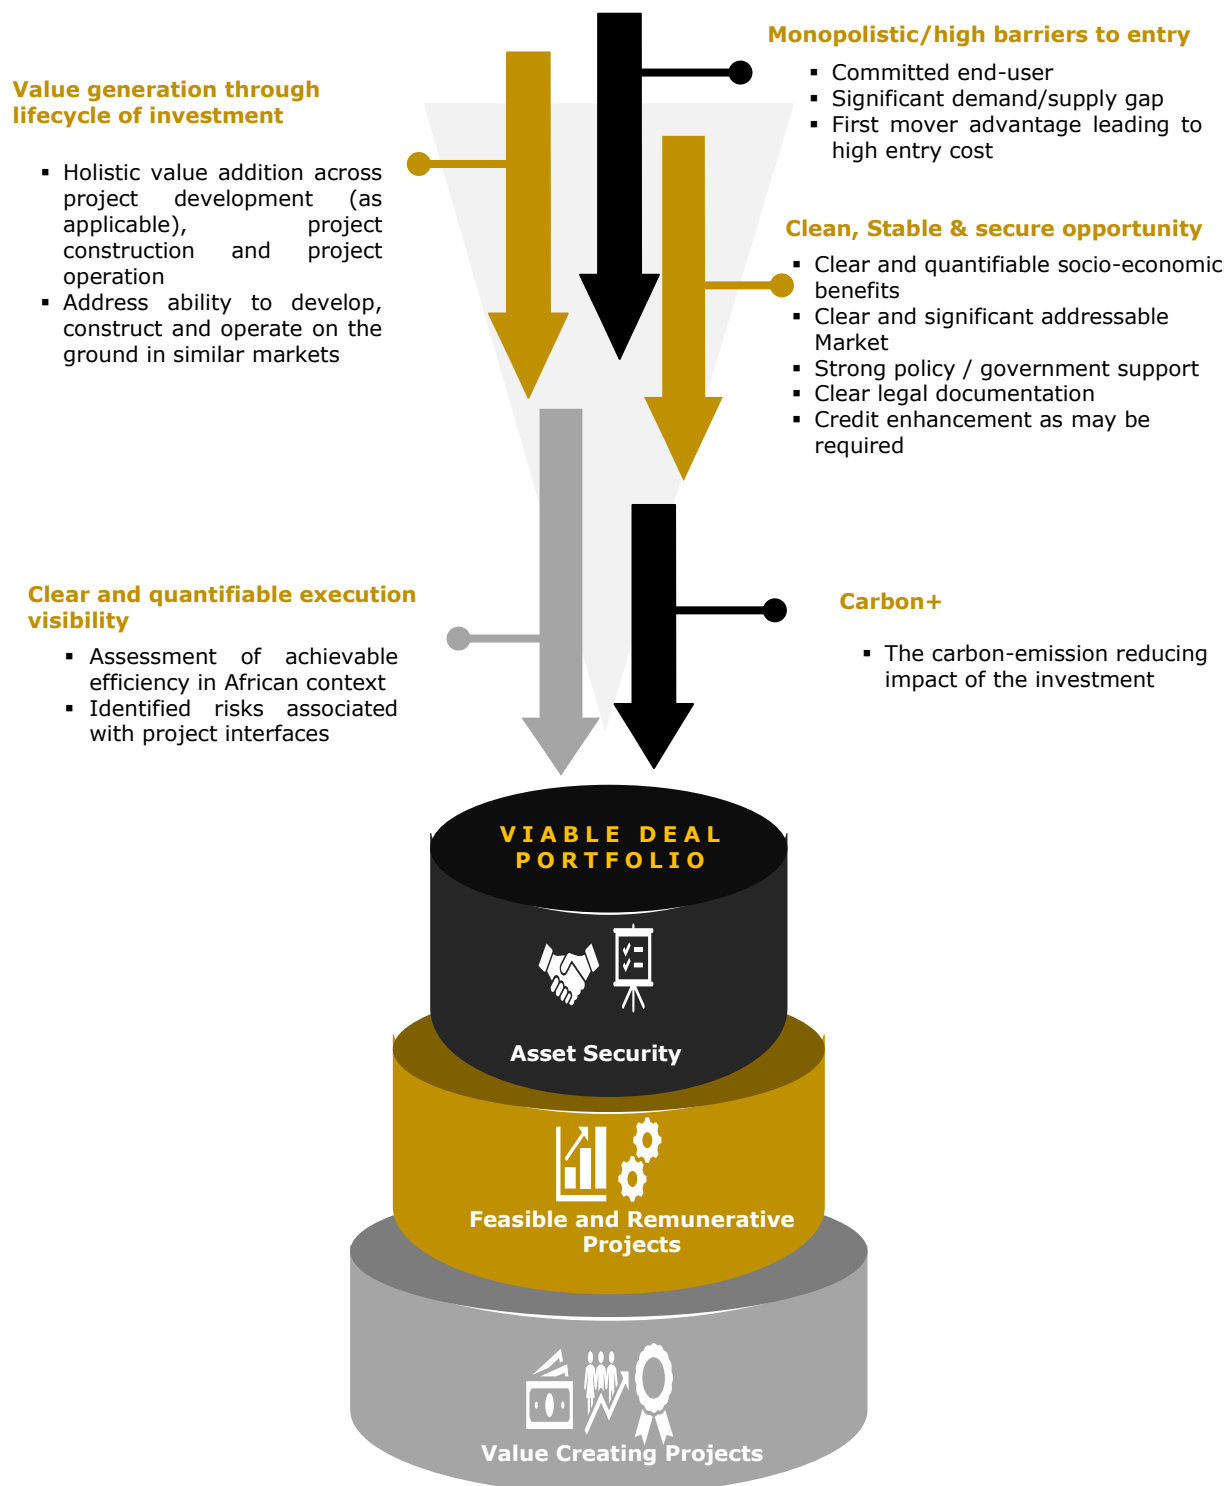 Monopolistic/high barriers to entry
▪ Committed end-user
▪ Significant demand/supply gap
▪ First mover advantage leading to
high entry cost
Value generation through
lifecycle of investment
▪ Holistic value addition across
project development (as
applicable), project
construction and project
operation
▪ Address ability to develop,
construct and operate on the
ground in similar markets
Clean, Stable & secure opportunity
▪ Clear and quantifiable socio-economic
benefits
▪ Clear and significant addressable
Market
▪ Strong policy / government support
▪ Clear legal documentation
▪ Credit enhancement as may be
required
Clear and quantifiable execution
visibility
▪ Assessment of achievable
efficiency in African context
▪ Identified risks associated
with project interfaces
Carbon+
▪ The carbon-emission reducing
impact of the investment
VIABLE DEAL
PORTFOLIO
Asset Security
Feasible and Remunerative
Projects
Value Creating Projects